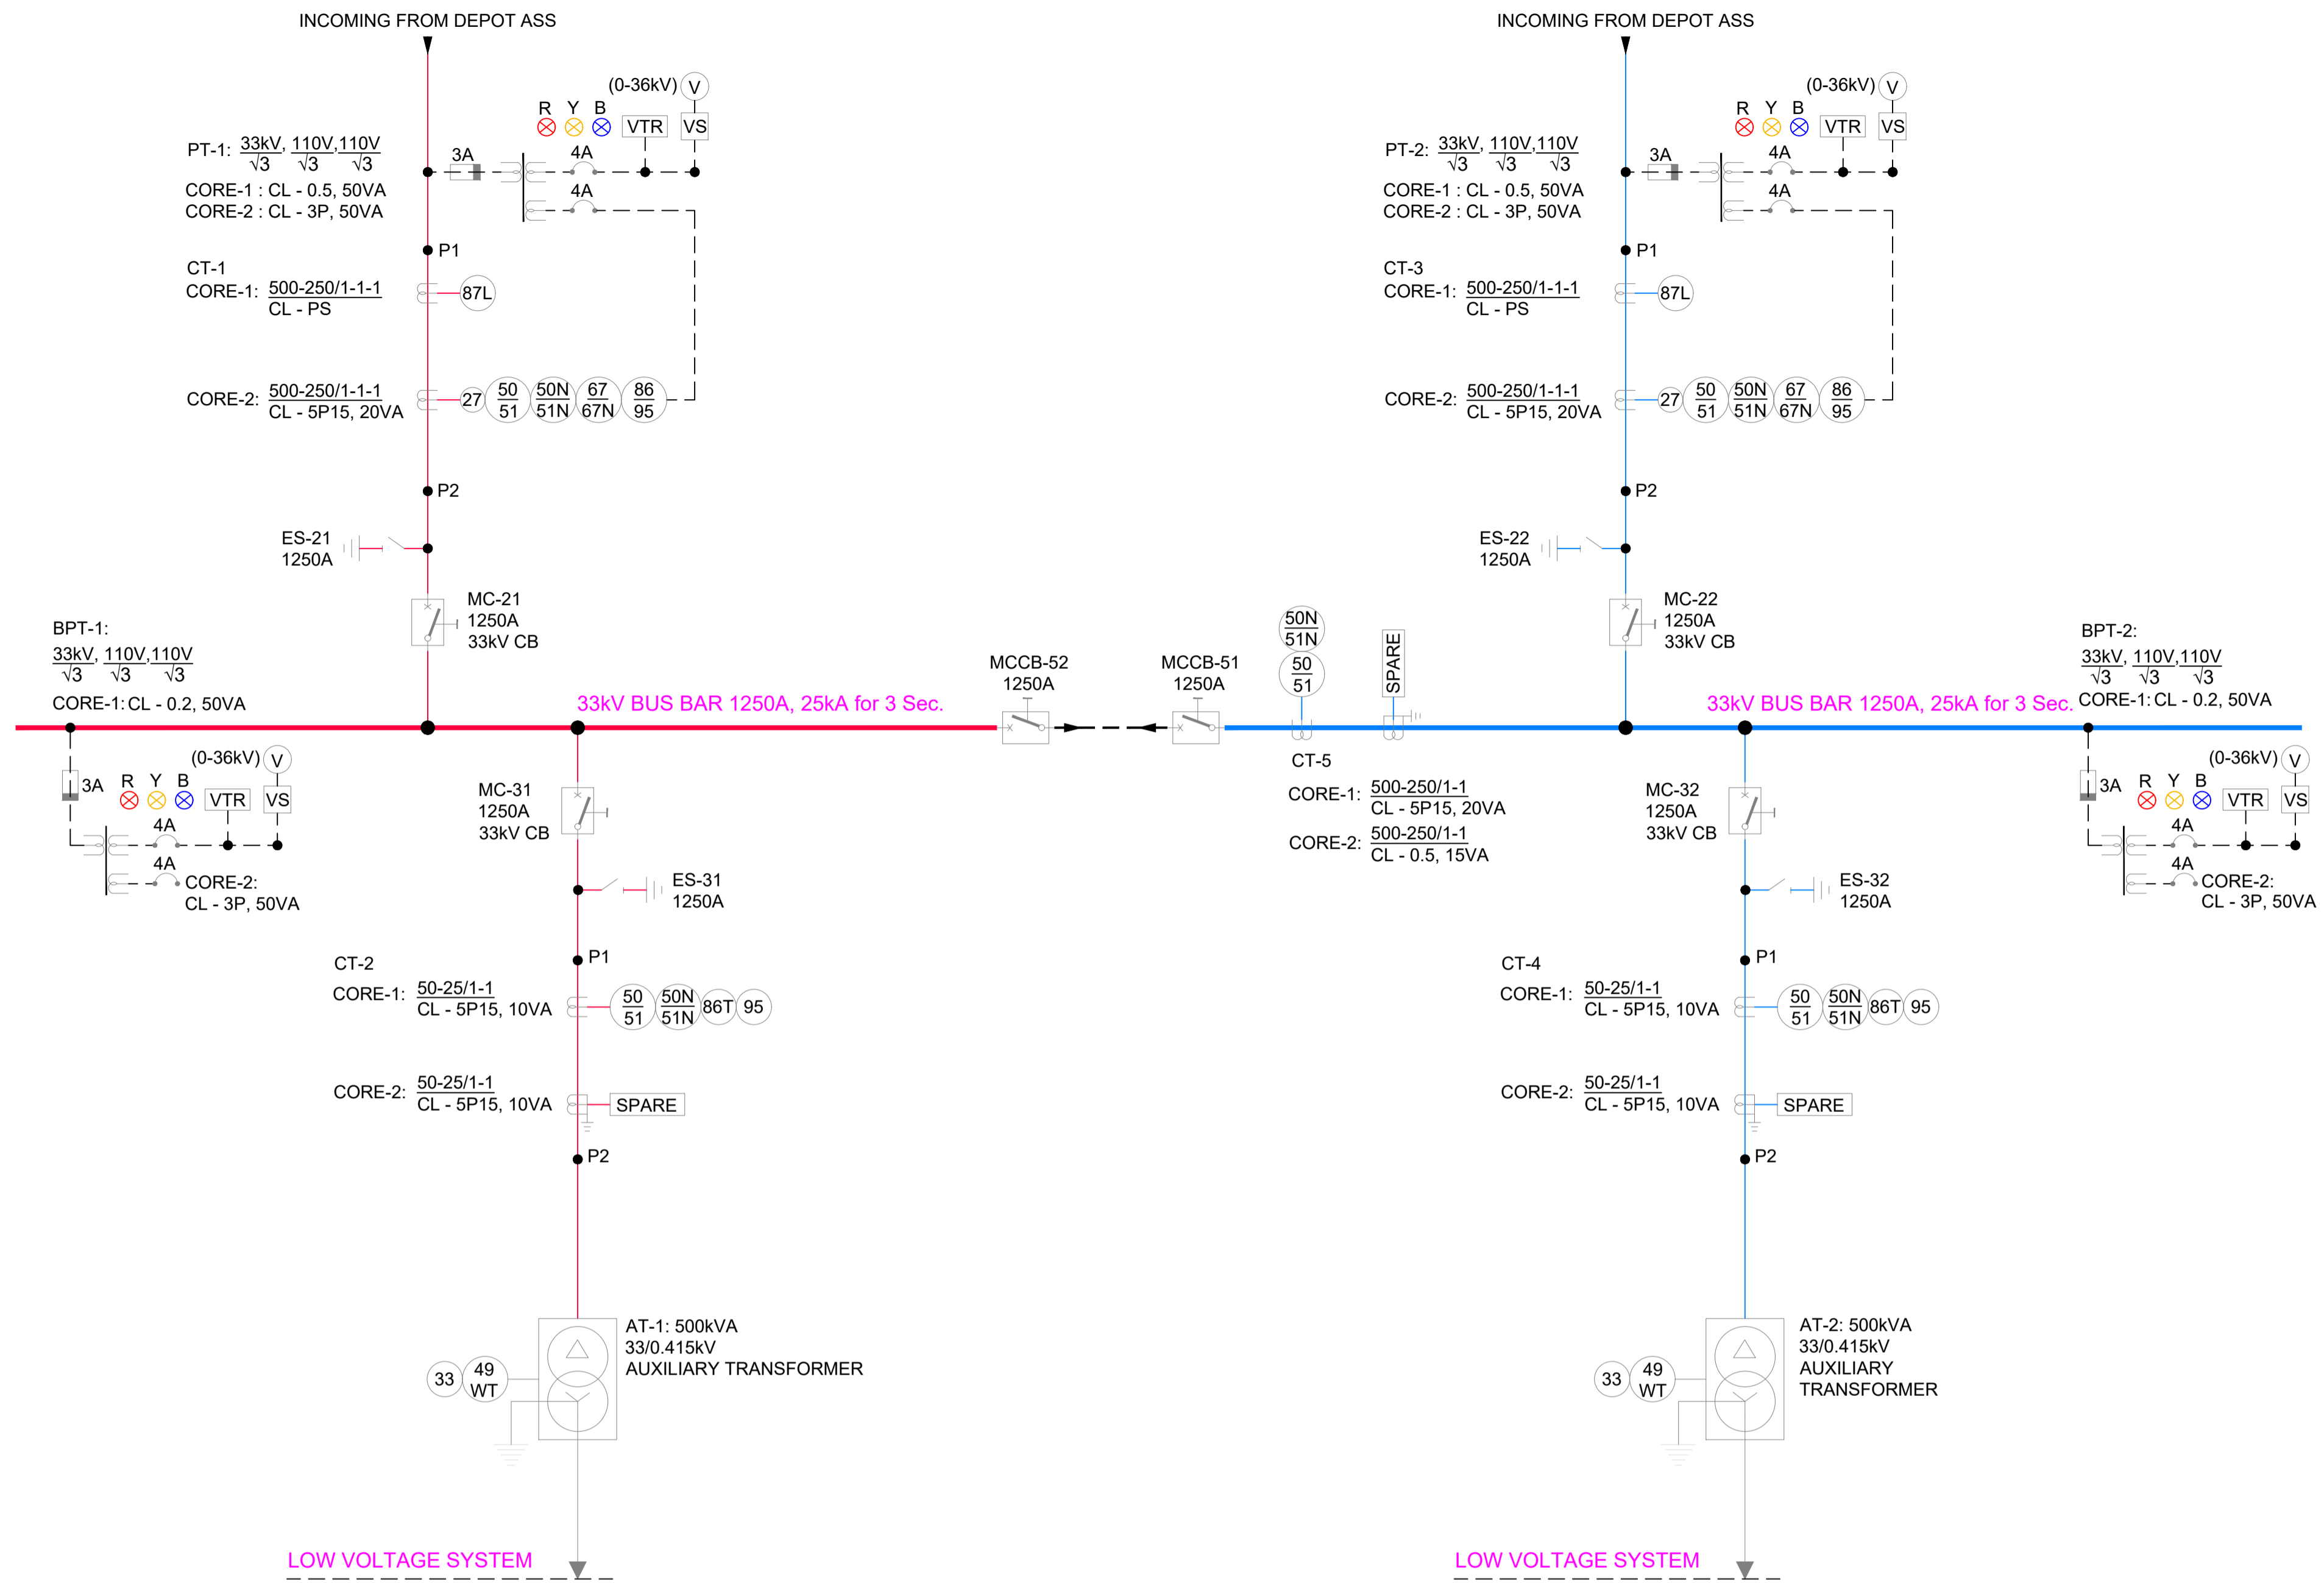 INCOMING FROM DEPOT ASS
(0-36kV) V
R Y B
VTR VS
PT-1: 33kV/√3, 110V/√3, 110V/√3
3A 4A
CORE-1 : CL - 0.5, 50VA
4A
CORE-2 : CL - 3P, 50VA
P1
CT-1
CORE-1: 500-250/1-1-1
CL - PS
87L
CORE-2: 500-250/1-1-1
CL - 5P15, 20VA
27 50/51 50N/51N 67/67N 86/95
P2
ES-21
1250A
MC-21
1250A
33kV CB
INCOMING FROM DEPOT ASS
(0-36kV) V
R Y B
VTR VS
PT-2: 33kV/√3, 110V/√3, 110V/√3
3A 4A
CORE-1 : CL - 0.5, 50VA
4A
CORE-2 : CL - 3P, 50VA
P1
CT-3
CORE-1: 500-250/1-1-1
CL - PS
87L
CORE-2: 500-250/1-1-1
CL - 5P15, 20VA
27 50/51 50N/51N 67/67N 86/95
P2
ES-22
1250A
MC-22
1250A
33kV CB
BPT-1:
33kV/√3, 110V/√3, 110V/√3
CORE-1: CL - 0.2, 50VA
33kV BUS BAR 1250A, 25kA for 3 Sec.
MCCB-52
1250A
MCCB-51
1250A
50N/51N
50/51
SPARE
33kV BUS BAR 1250A, 25kA for 3 Sec.
BPT-2:
33kV/√3, 110V/√3, 110V/√3
CORE-1: CL - 0.2, 50VA
(0-36kV) V
3A R Y B
VTR VS
4A
4A
CORE-2:
CL - 3P, 50VA
MC-31
1250A
33kV CB
ES-31
1250A
CT-5
CORE-1: 500-250/1-1
CL - 5P15, 20VA
CORE-2: 500-250/1-1
CL - 0.5, 15VA
MC-32
1250A
33kV CB
ES-32
1250A
(0-36kV) V
3A R Y B
VTR VS
4A
4A
CORE-2:
CL - 3P, 50VA
P1
CT-2
CORE-1: 50-25/1-1
CL - 5P15, 10VA
50/51 50N/51N 86T 95
CORE-2: 50-25/1-1
CL - 5P15, 10VA
SPARE
P2
P1
CT-4
CORE-1: 50-25/1-1
CL - 5P15, 10VA
50/51 50N/51N 86T 95
CORE-2: 50-25/1-1
CL - 5P15, 10VA
SPARE
P2
AT-1: 500kVA
33/0.415kV
AUXILIARY TRANSFORMER
33 49
WT
LOW VOLTAGE SYSTEM
AT-2: 500kVA
33/0.415kV
AUXILIARY
TRANSFORMER
33 49
WT
LOW VOLTAGE SYSTEM